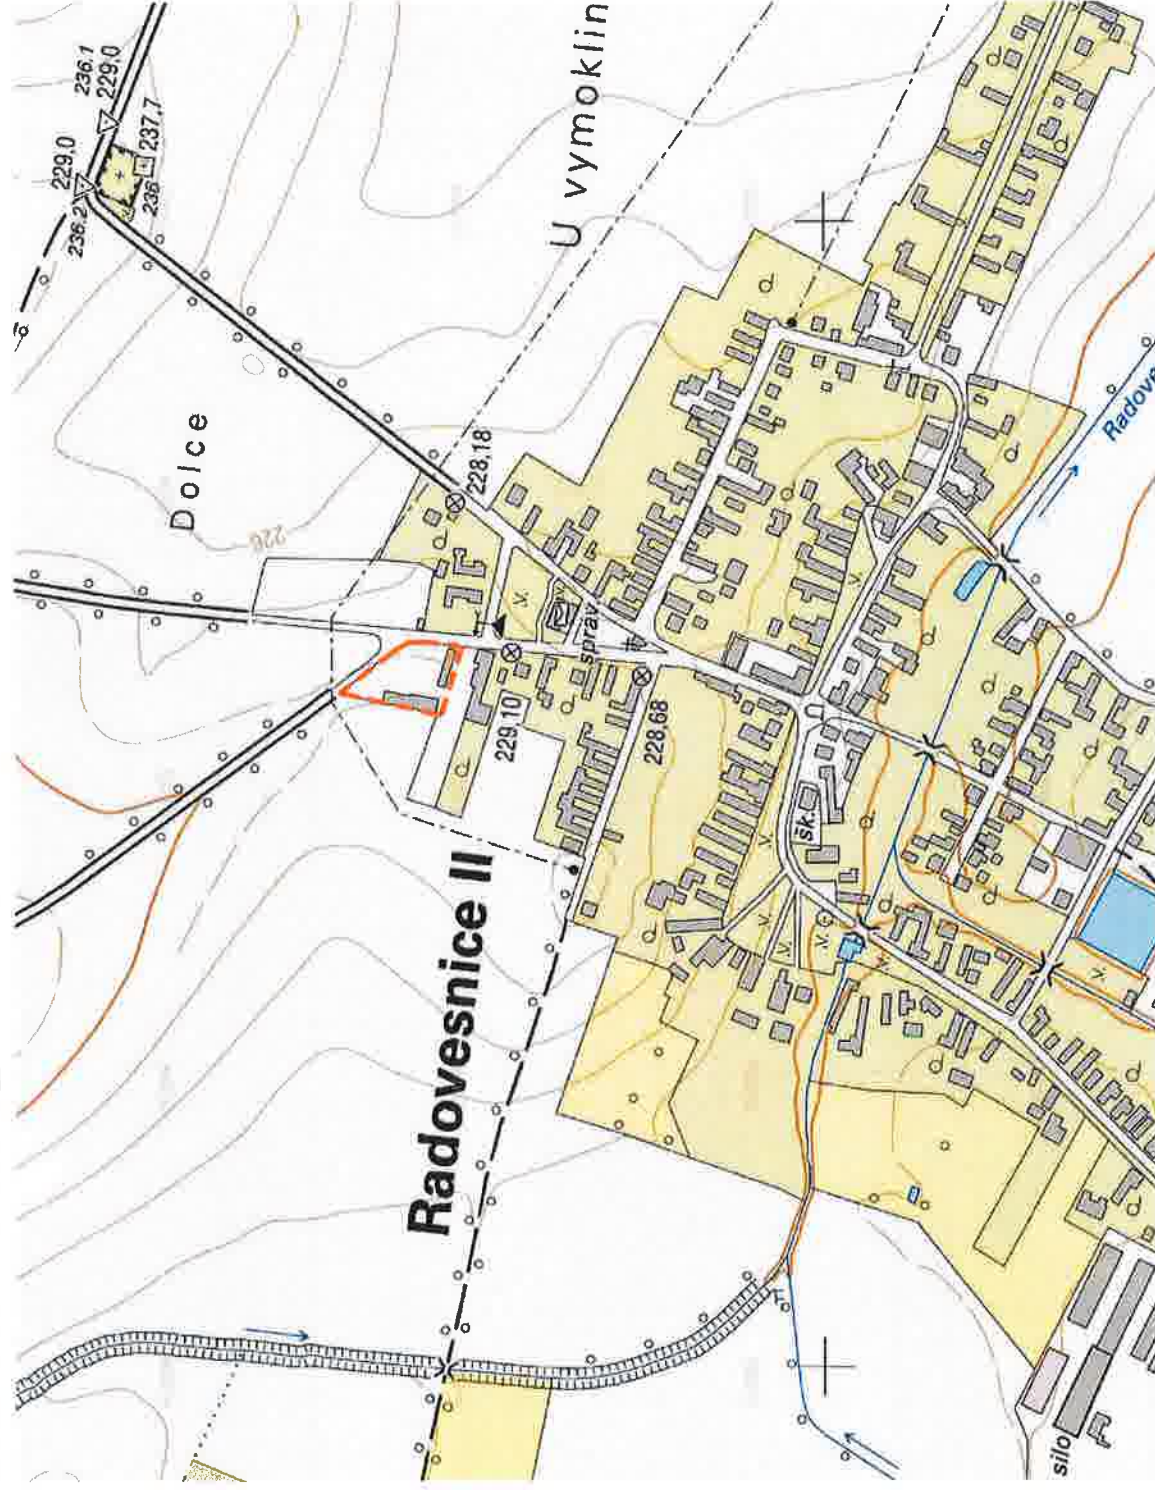 236.1
229,0
229,0
236.2
236
237,7
U vymoklin
Dolce
226
228,18
správ
229,10
228,68
šk.
Radovesnice II
Radove
silo